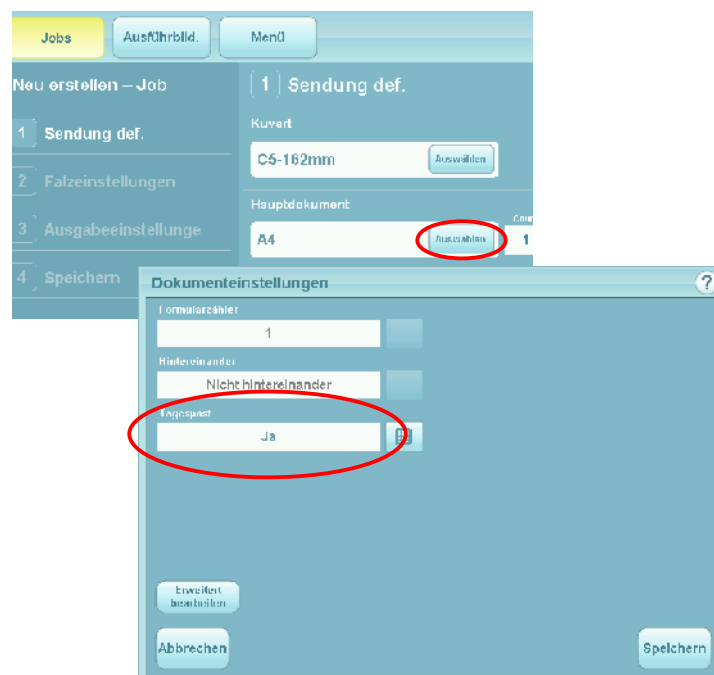 Jobs
Ausführbild.
Menü
Neu erstellen – Job
1 Sendung def.
2 Falzeinstellungen
3 Ausgabeeinstellunge
4 Speichern
1 Sendung def.
Kuvert
C5-162mm
Auswählen
Hauptdokument
A4
Auswählen
1
Dokumenteinstellungen
?
Formularzähler
1
Hintereinander
Nicht hintereinander
Tagespost
Ja
Erweitert
bearbeiten
Abbrechen
Speichern